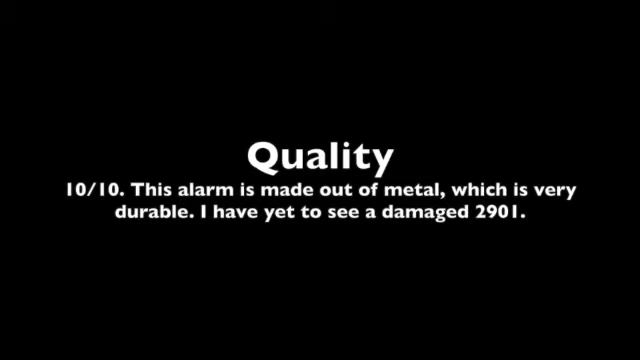 Quality
10/10. This alarm is made out of metal, which is very
durable. I have yet to see a damaged 2901.